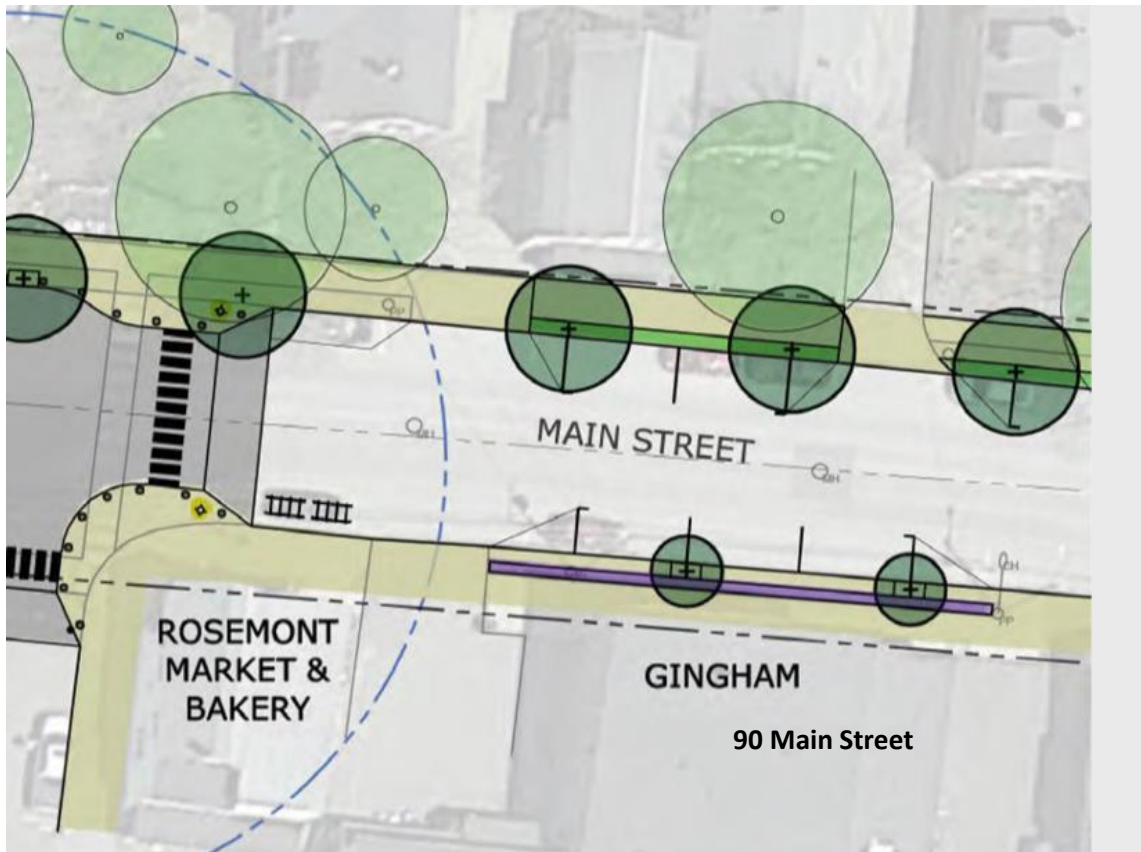 MAIN STREET
ROSEMONT
MARKET &
BAKERY
GINGHAM
90 Main Street